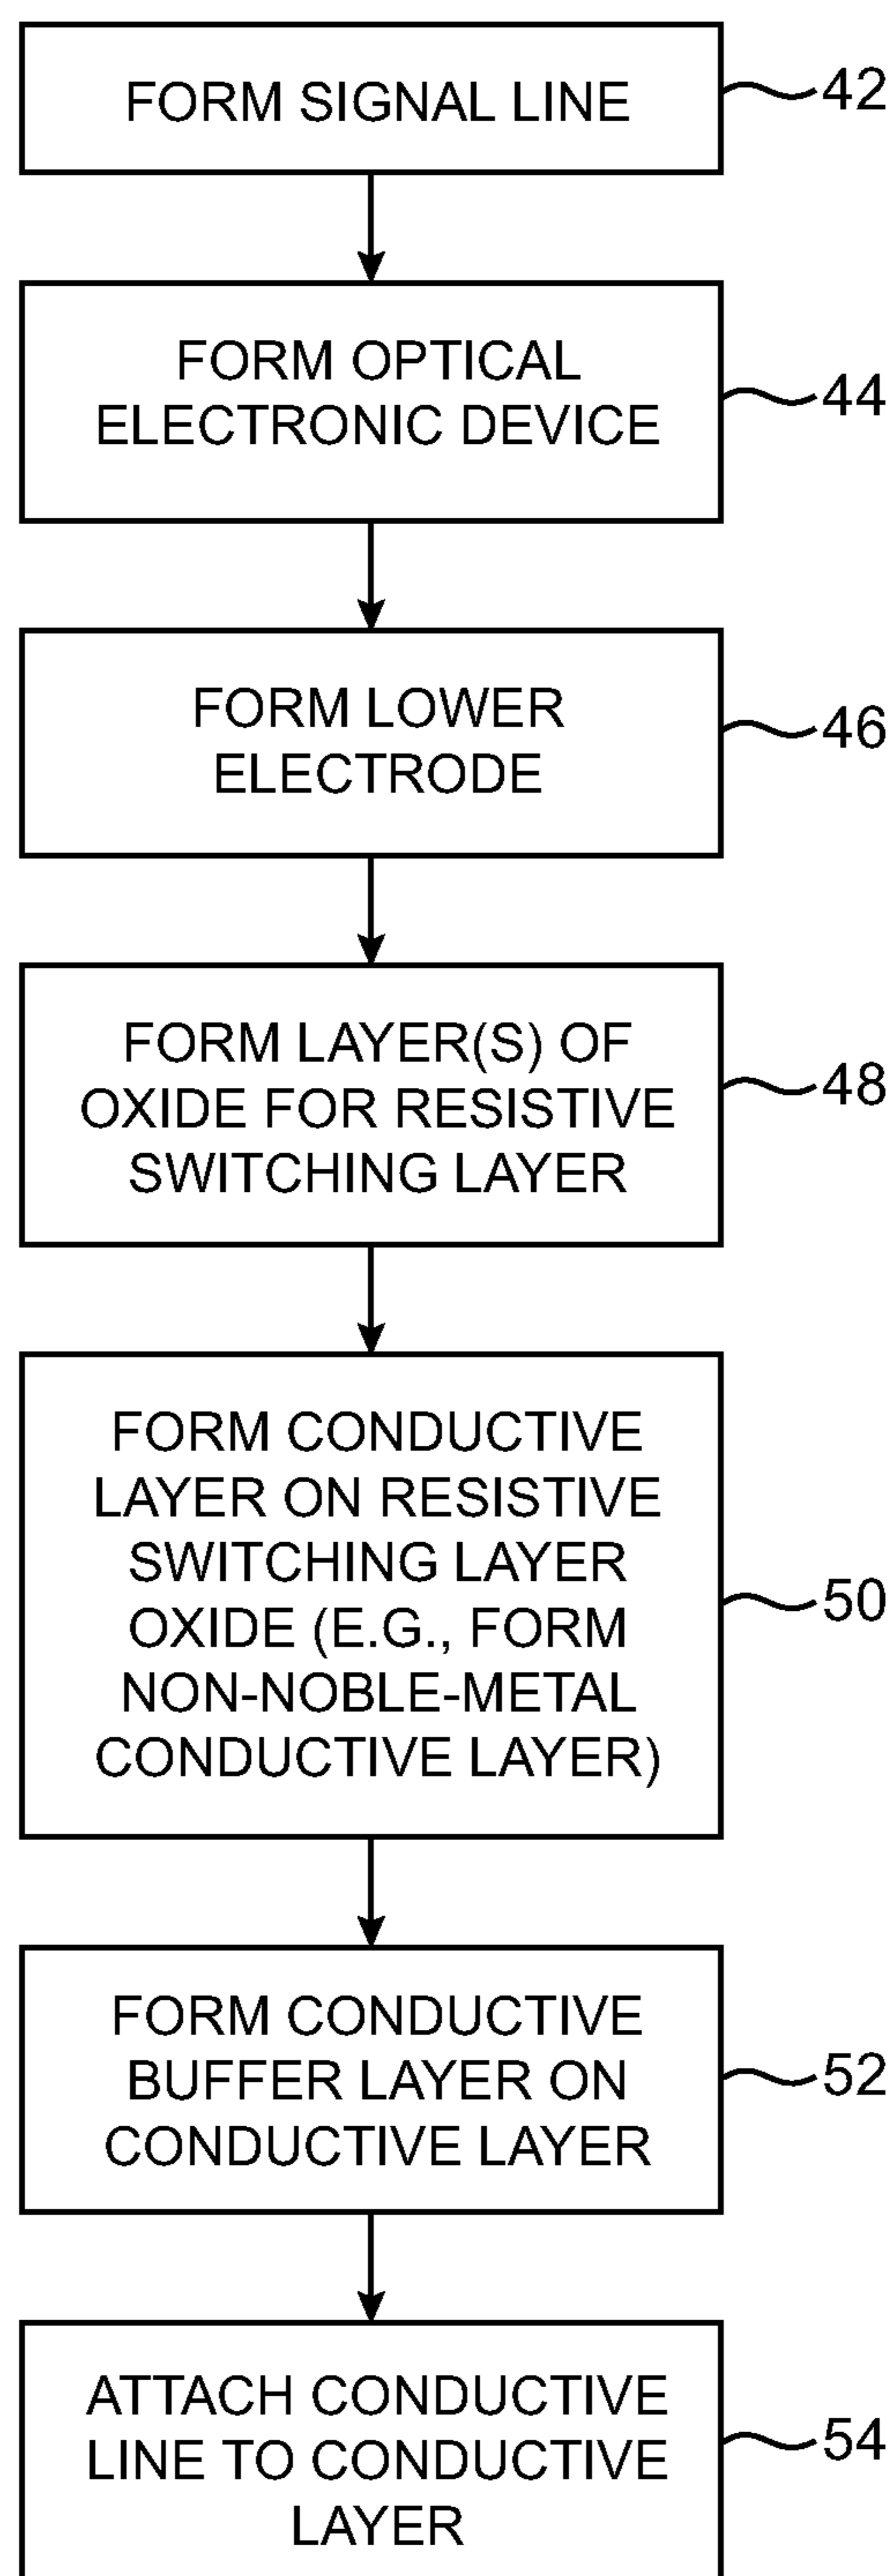 FORM SIGNAL LINE
42
FORM OPTICAL
ELECTRONIC DEVICE
44
FORM LOWER
ELECTRODE
46
FORM LAYER(S) OF
OXIDE FOR RESISTIVE
SWITCHING LAYER
48
FORM CONDUCTIVE
LAYER ON RESISTIVE
SWITCHING LAYER
OXIDE (E.G., FORM
NON-NOBLE-METAL
CONDUCTIVE LAYER)
50
FORM CONDUCTIVE
BUFFER LAYER ON
CONDUCTIVE LAYER
52
ATTACH CONDUCTIVE
LINE TO CONDUCTIVE
LAYER
54